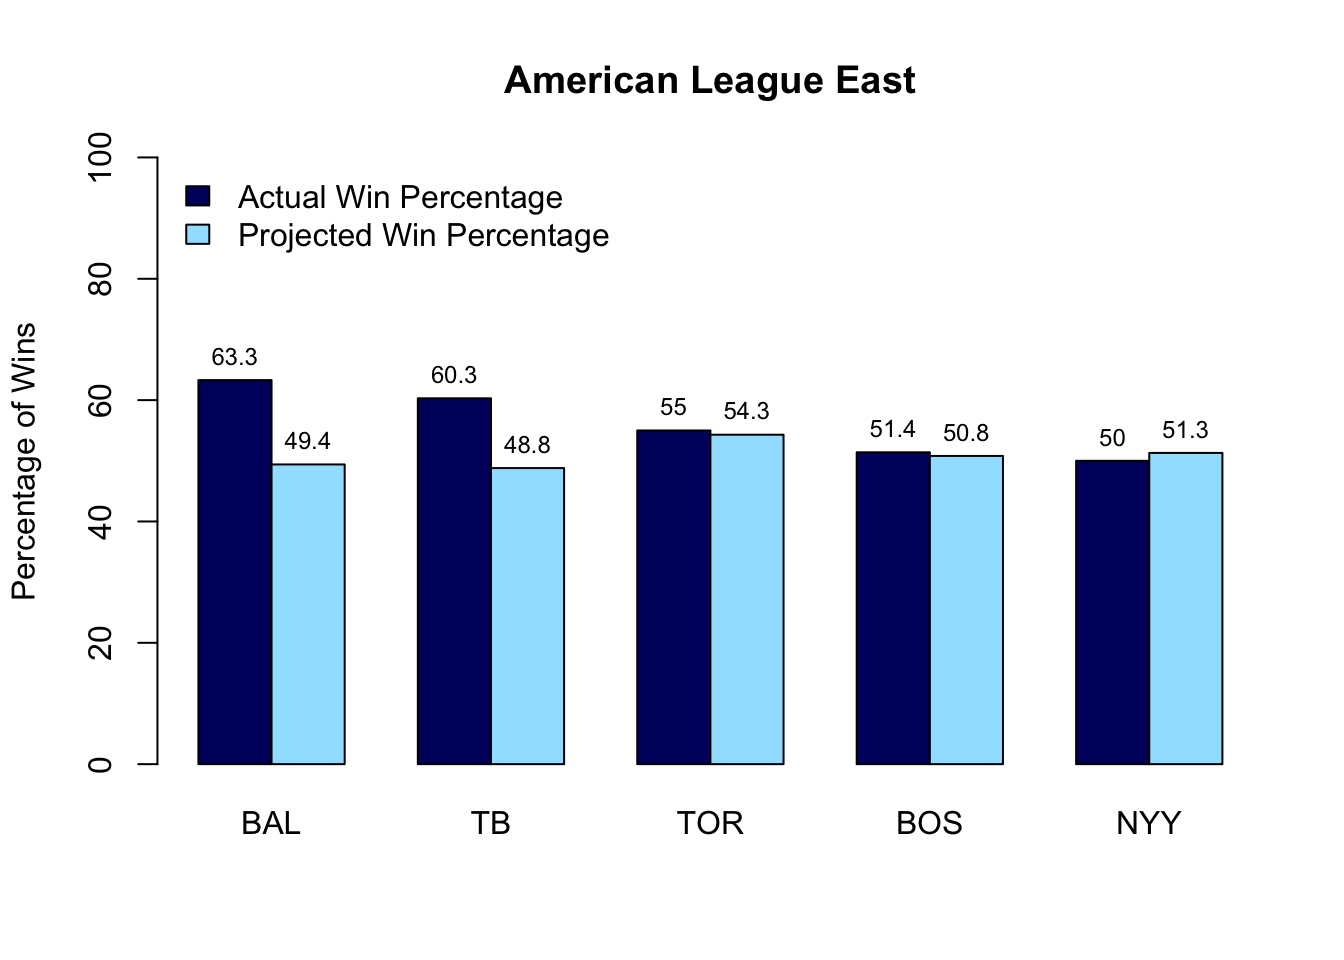 American League East
Actual Win Percentage
Projected Win Percentage
Percentage of Wins
100
80
60
40
20
0
63.3
49.4
60.3
48.8
55
54.3
51.4
50.8
50
51.3
BAL
TB
TOR
BOS
NYY